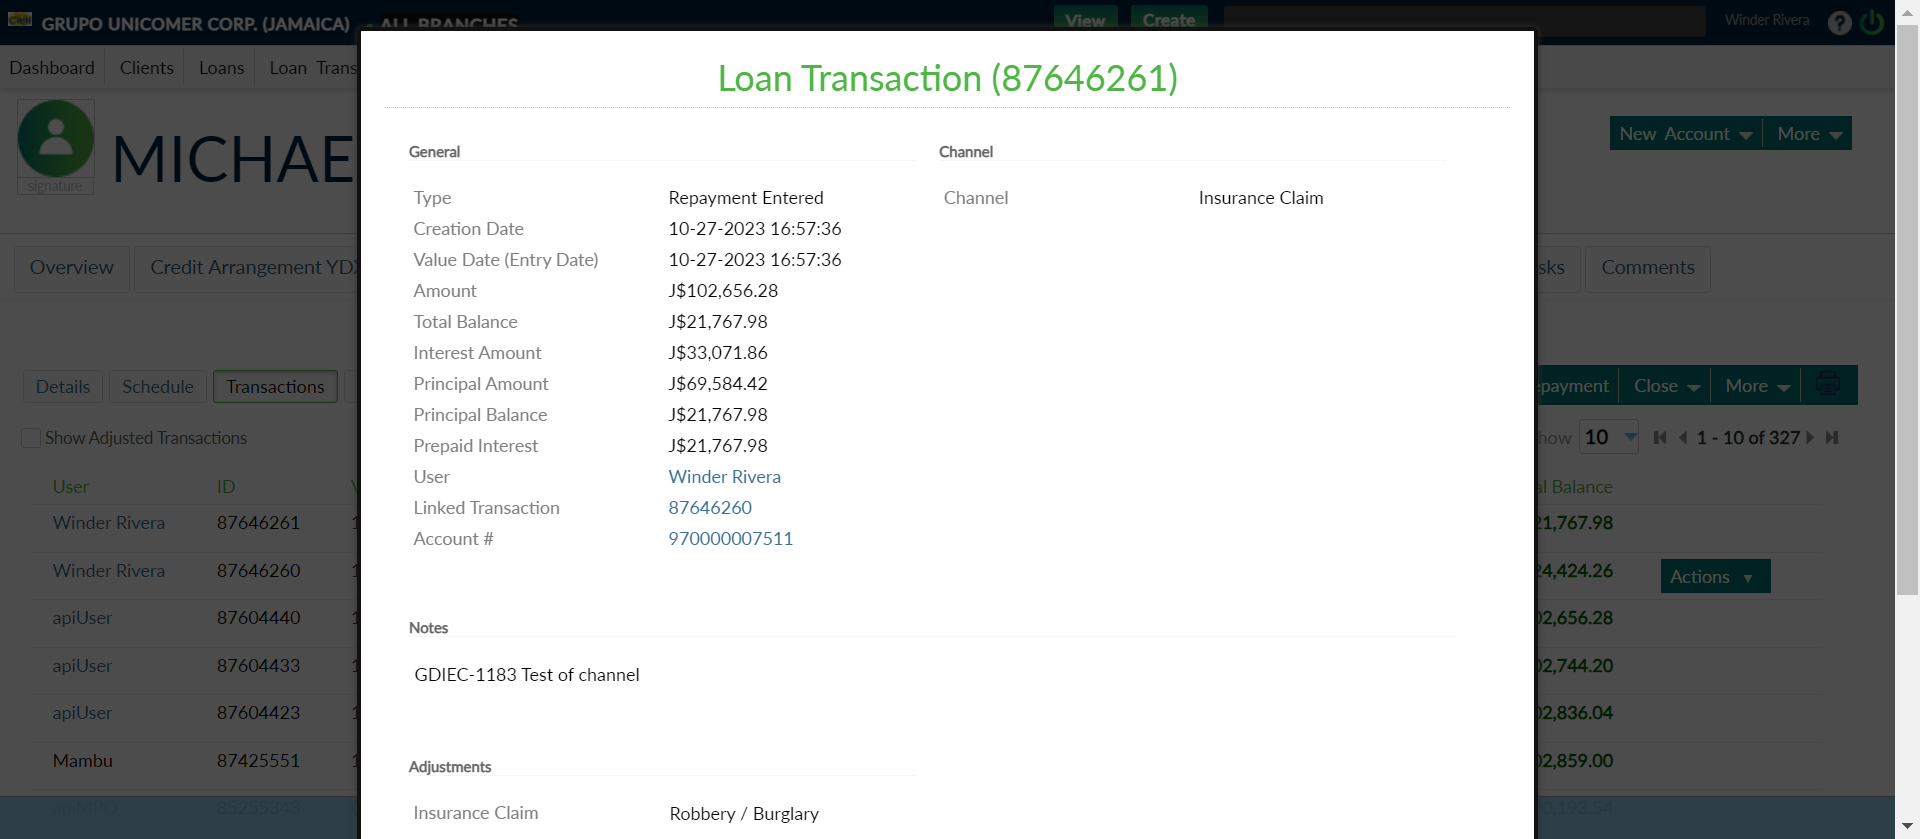 GRUPO UNICOMER CORP. (JAMAICA) ALL BRANCHES
View Create
Winder Rivera ?
Dashboard Clients Loans Loan Trans
Loan Transaction (87646261)
signature
MICHAE
New Account More
Overview Credit Arrangement YDX
sks Comments
Details Schedule Transactions
epayment Close More
Show Adjusted Transactions
how 10 1 - 10 of 327
User ID
al Balance
Winder Rivera 87646261
21,767.98
Winder Rivera 87646260
24,424.26 Actions
apiUser 87604440
02,656.28
apiUser 87604433
02,744.20
apiUser 87604423
02,836.04
Mambu 87425551
02,859.00
apiMPO 85255343
0,193.54
General
Type Repayment Entered
Creation Date 10-27-2023 16:57:36
Value Date (Entry Date) 10-27-2023 16:57:36
Amount J$102,656.28
Total Balance J$21,767.98
Interest Amount J$33,071.86
Principal Amount J$69,584.42
Principal Balance J$21,767.98
Prepaid Interest J$21,767.98
User Winder Rivera
Linked Transaction 87646260
Account # 970000007511
Channel
Channel Insurance Claim
Notes
GDIEC-1183 Test of channel
Adjustments
Insurance Claim Robbery / Burglary